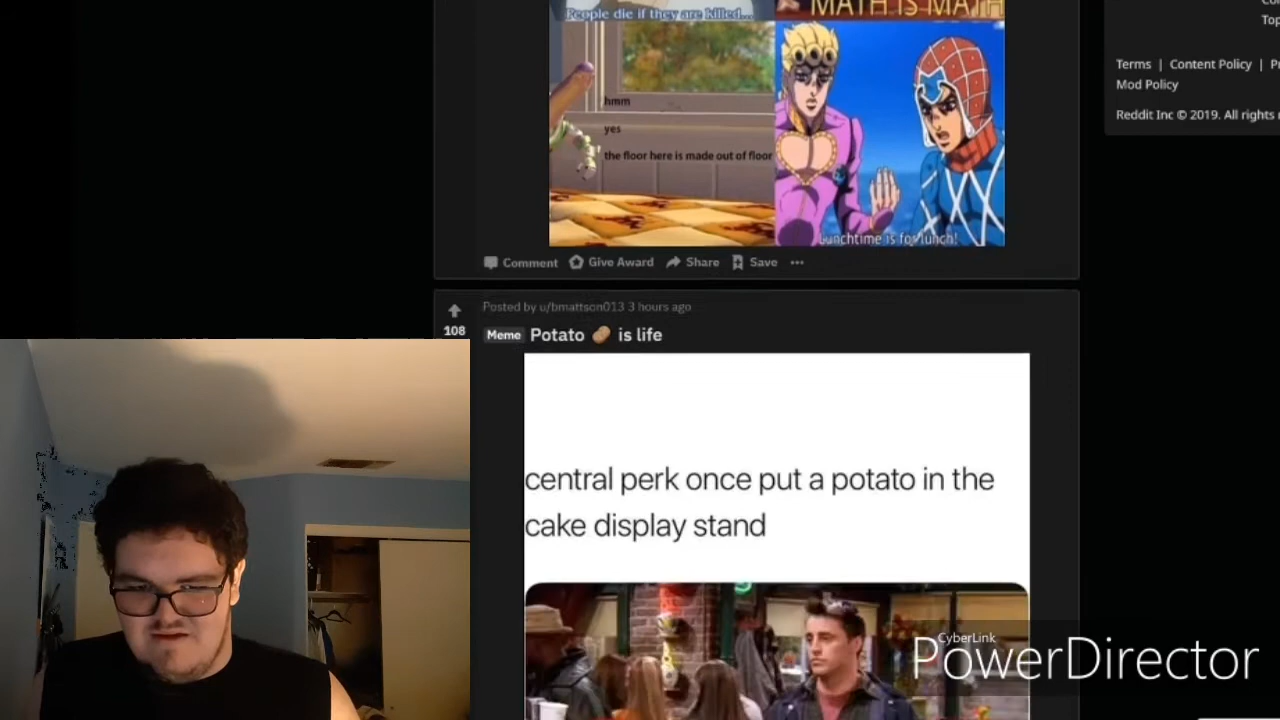 People die if they are killed...
MATH IS MATH
hmm
yes
the floor here is made out of floor
Lunchtime is for lunch!
Terms | Content Policy |
Mod Policy
Reddit Inc © 2019. All rights
Comment Give Award Share Save
Posted by u/bmattson013 3 hours ago
108
Meme Potato 🥔 is life
central perk once put a potato in the
cake display stand
CyberLink
PowerDirector